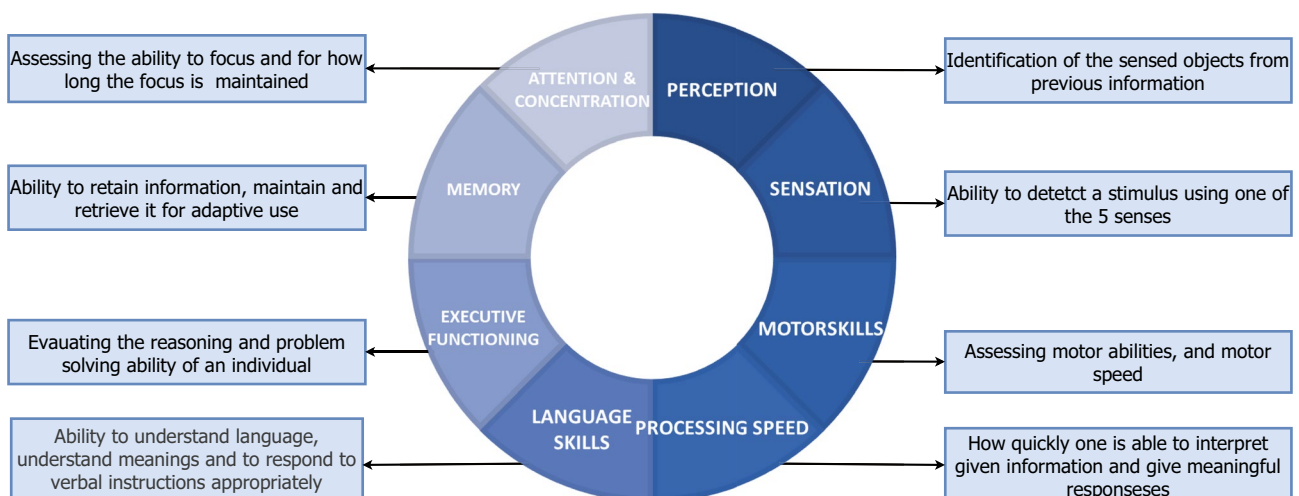 Assessing the ability to focus and for how
long the focus is maintained
Ability to retain information, maintain and
retrieve it for adaptive use
Evauating the reasoning and problem
solving ability of an individual
Ability to understand language,
understand meanings and to respond to
verbal instructions appropriately
ATTENTION &
CONCENTRATION
PERCEPTION
MEMORY
SENSATION
EXECUTIVE
FUNCTIONING
MOTORSKILLS
LANGUAGE
SKILLS
PROCESSING SPEED
Identification of the sensed objects from
previous information
Ability to detetct a stimulus using one of
the 5 senses
Assessing motor abilities, and motor
speed
How quickly one is able to interpret
given information and give meaningful
responseses